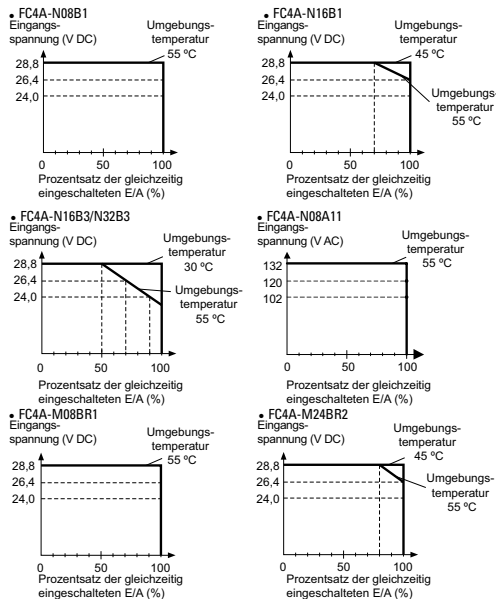 • FC4A-N08B1
Eingangs-
spannung (V DC)
Umgebungs-
temperatur
55 ºC
28,8
26,4
24,0
0
50
100
Prozentsatz der gleichzeitig
eingeschalteten E/A (%)
• FC4A-N16B1
Eingangs-
spannung (V DC)
Umgebungs-
temperatur
45 ºC
28,8
26,4
24,0
Umgebungs-
temperatur
55 ºC
0
50
100
Prozentsatz der gleichzeitig
eingeschalteten E/A (%)
• FC4A-N16B3/N32B3
Eingangs-
spannung (V DC)
Umgebungs-
temperatur
30 ºC
28,8
26,4
24,0
Umgebungs-
temperatur
55 ºC
0
50
100
Prozentsatz der gleichzeitig
eingeschalteten E/A (%)
• FC4A-N08A11
Eingangs-
spannung (V AC)
Umgebungs-
temperatur
55 ºC
132
120
102
0
50
100
Prozentsatz der gleichzeitig
eingeschalteten E/A (%)
• FC4A-M08BR1
Eingangs-
spannung (V DC)
Umgebungs-
temperatur
55 ºC
28,8
26,4
24,0
0
50
100
Prozentsatz der gleichzeitig
eingeschalteten E/A (%)
• FC4A-M24BR2
Eingangs-
spannung (V DC)
Umgebungs-
temperatur
45 ºC
28,8
26,4
24,0
Umgebungs-
temperatur
55 ºC
0
50
100
Prozentsatz der gleichzeitig
eingeschalteten E/A (%)